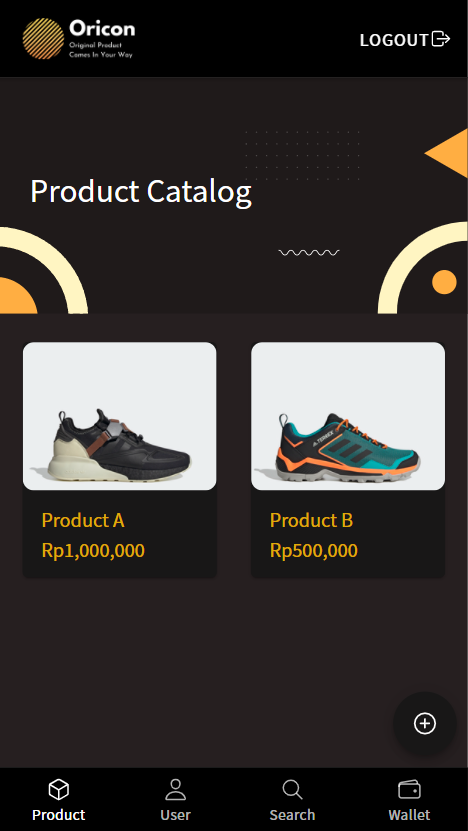 Oricon
Original Product
Comes In Your Way
LOGOUT
Product Catalog
Product A
Rp1,000,000
A.TERREX
Product B
Rp500,000
Product
User
Search
Wallet